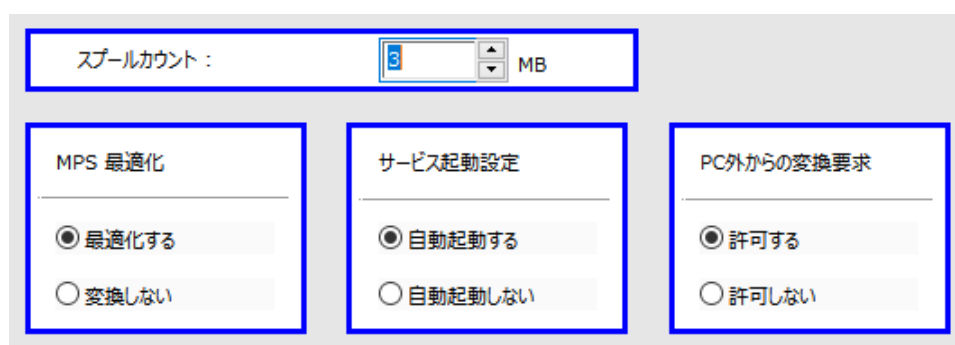 スプールカウント : 3 MB
MPS 最適化 サービス起動設定 PC外からの変換要求
最適化する 自動起動する 許可する
変換しない 自動起動しない 許可しない